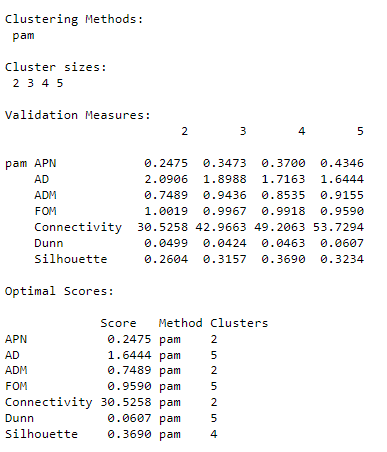 Clustering Methods:
 pam

Cluster sizes:
 2 3 4 5

Validation Measures:
                        2       3       4       5

pam APN            0.2475  0.3473  0.3700  0.4346
    AD             2.0906  1.8988  1.7163  1.6444
    ADM            0.7489  0.9436  0.8535  0.9155
    FOM            1.0019  0.9967  0.9918  0.9590
    Connectivity  30.5258 42.9663 49.2063 53.7294
    Dunn           0.0499  0.0424  0.0463  0.0607
    Silhouette     0.2604  0.3157  0.3690  0.3234

Optimal Scores:

             Score   Method Clusters
APN           0.2475 pam    2
AD            1.6444 pam    5
ADM           0.7489 pam    2
FOM           0.9590 pam    5
Connectivity 30.5258 pam    2
Dunn          0.0607 pam    5
Silhouette    0.3690 pam    4